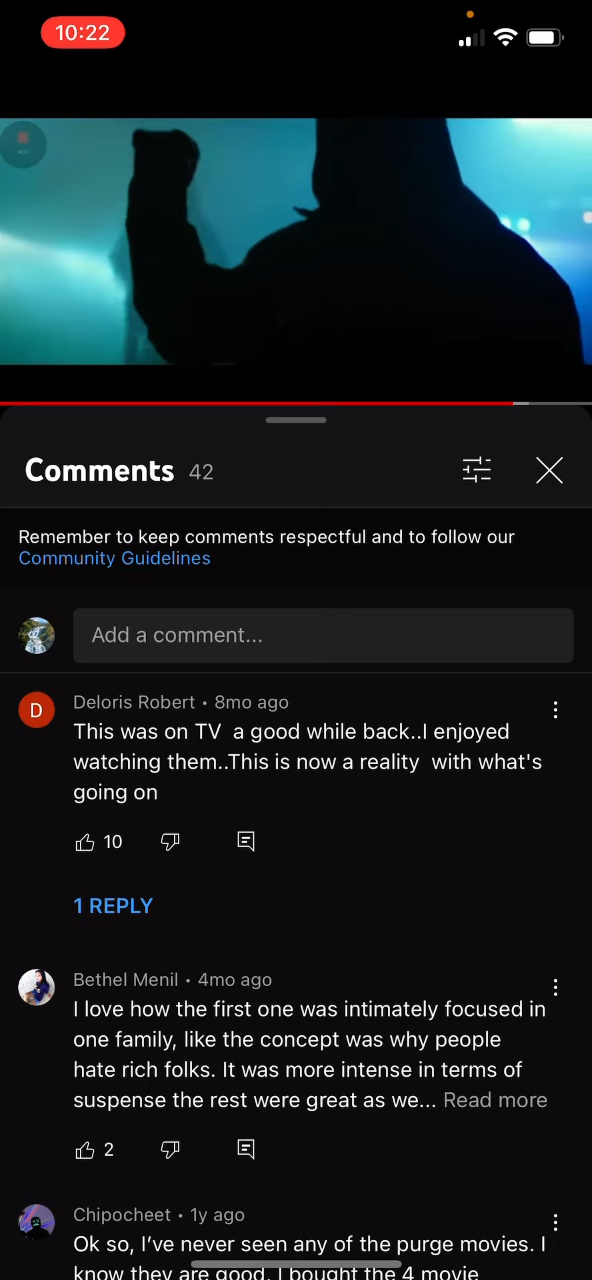 10:22
Comments 42
Remember to keep comments respectful and to follow our
Community Guidelines
Add a comment...
D
Deloris Robert • 8mo ago
This was on TV  a good while back..I enjoyed
watching them..This is now a reality  with what's
going on
10
1 REPLY
Bethel Menil • 4mo ago
I love how the first one was intimately focused in
one family, like the concept was why people
hate rich folks. It was more intense in terms of
suspense the rest were great as we... Read more
2
Chipocheet • 1y ago
Ok so, I’ve never seen any of the purge movies. I
know they are good. I bought the 4 movie